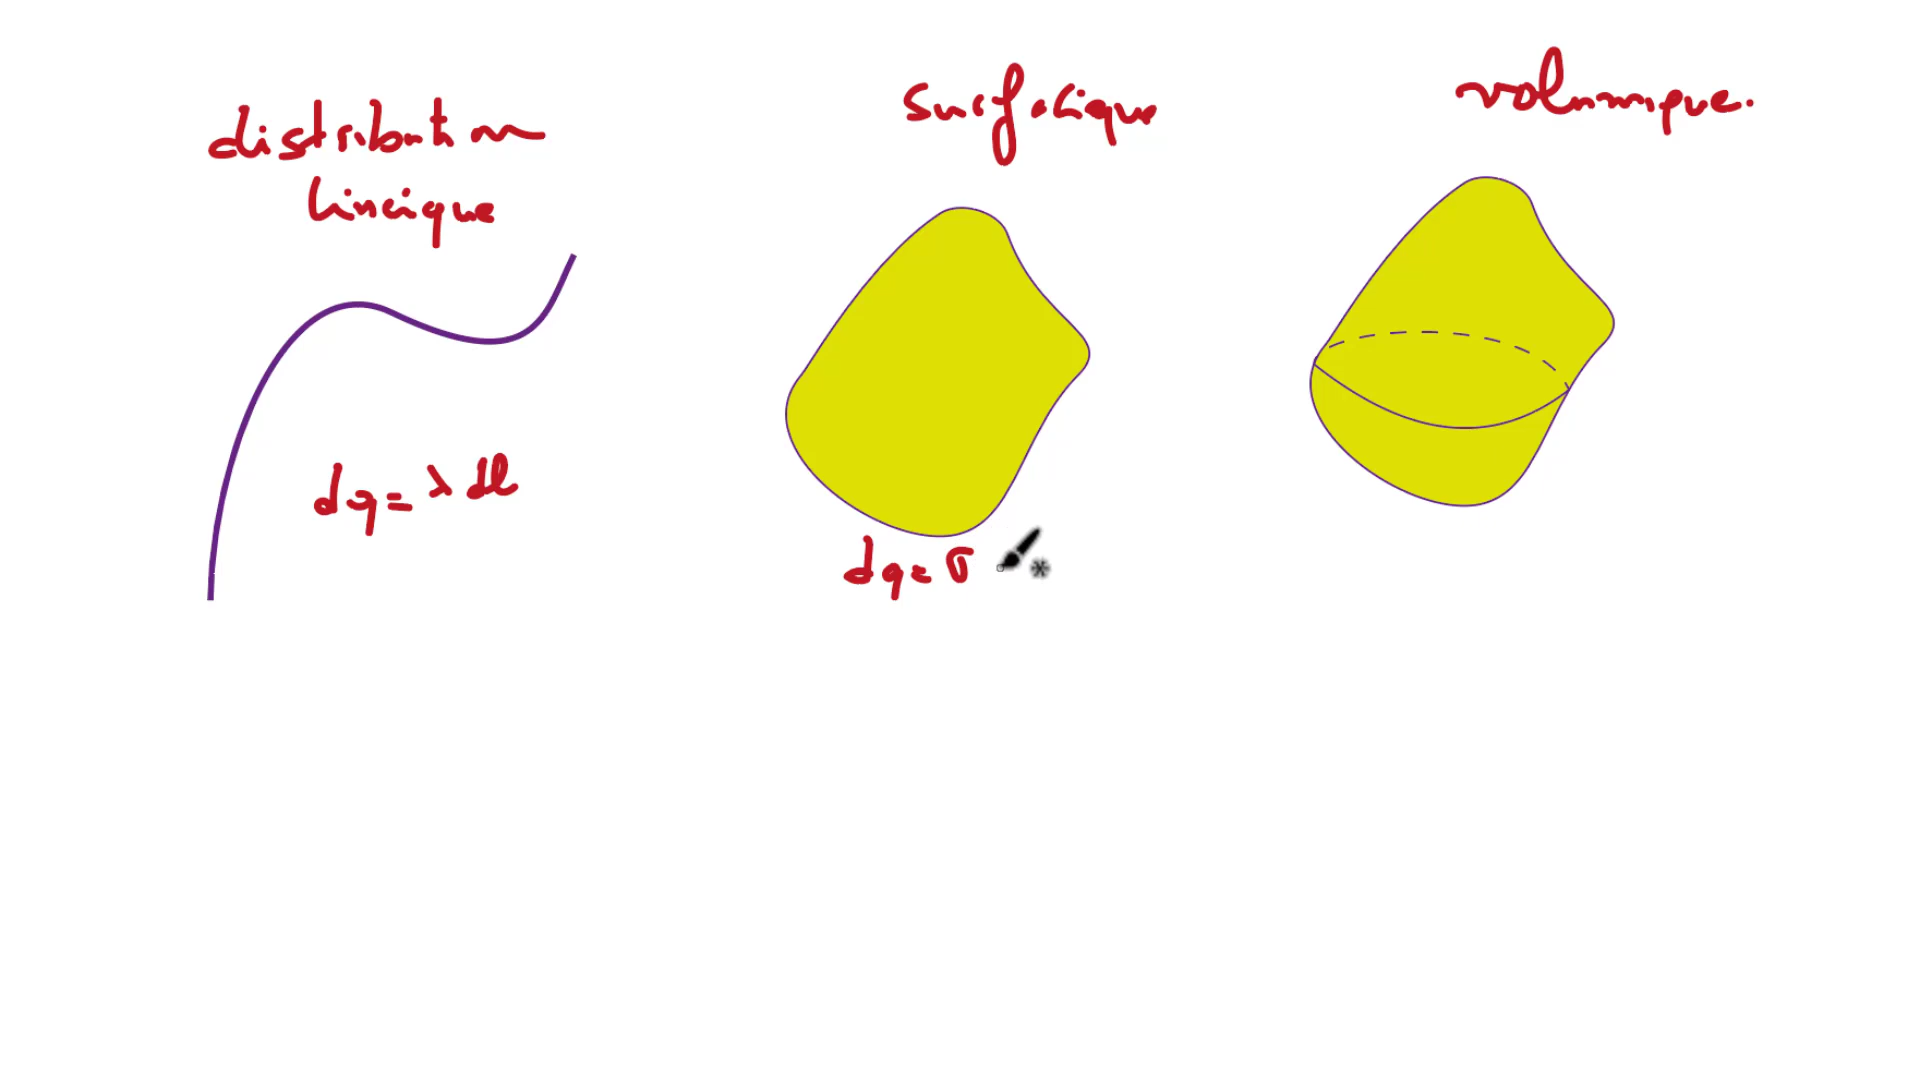 distribution
linéique
dq = λ dl
surfacique
dq = σ
volumique.